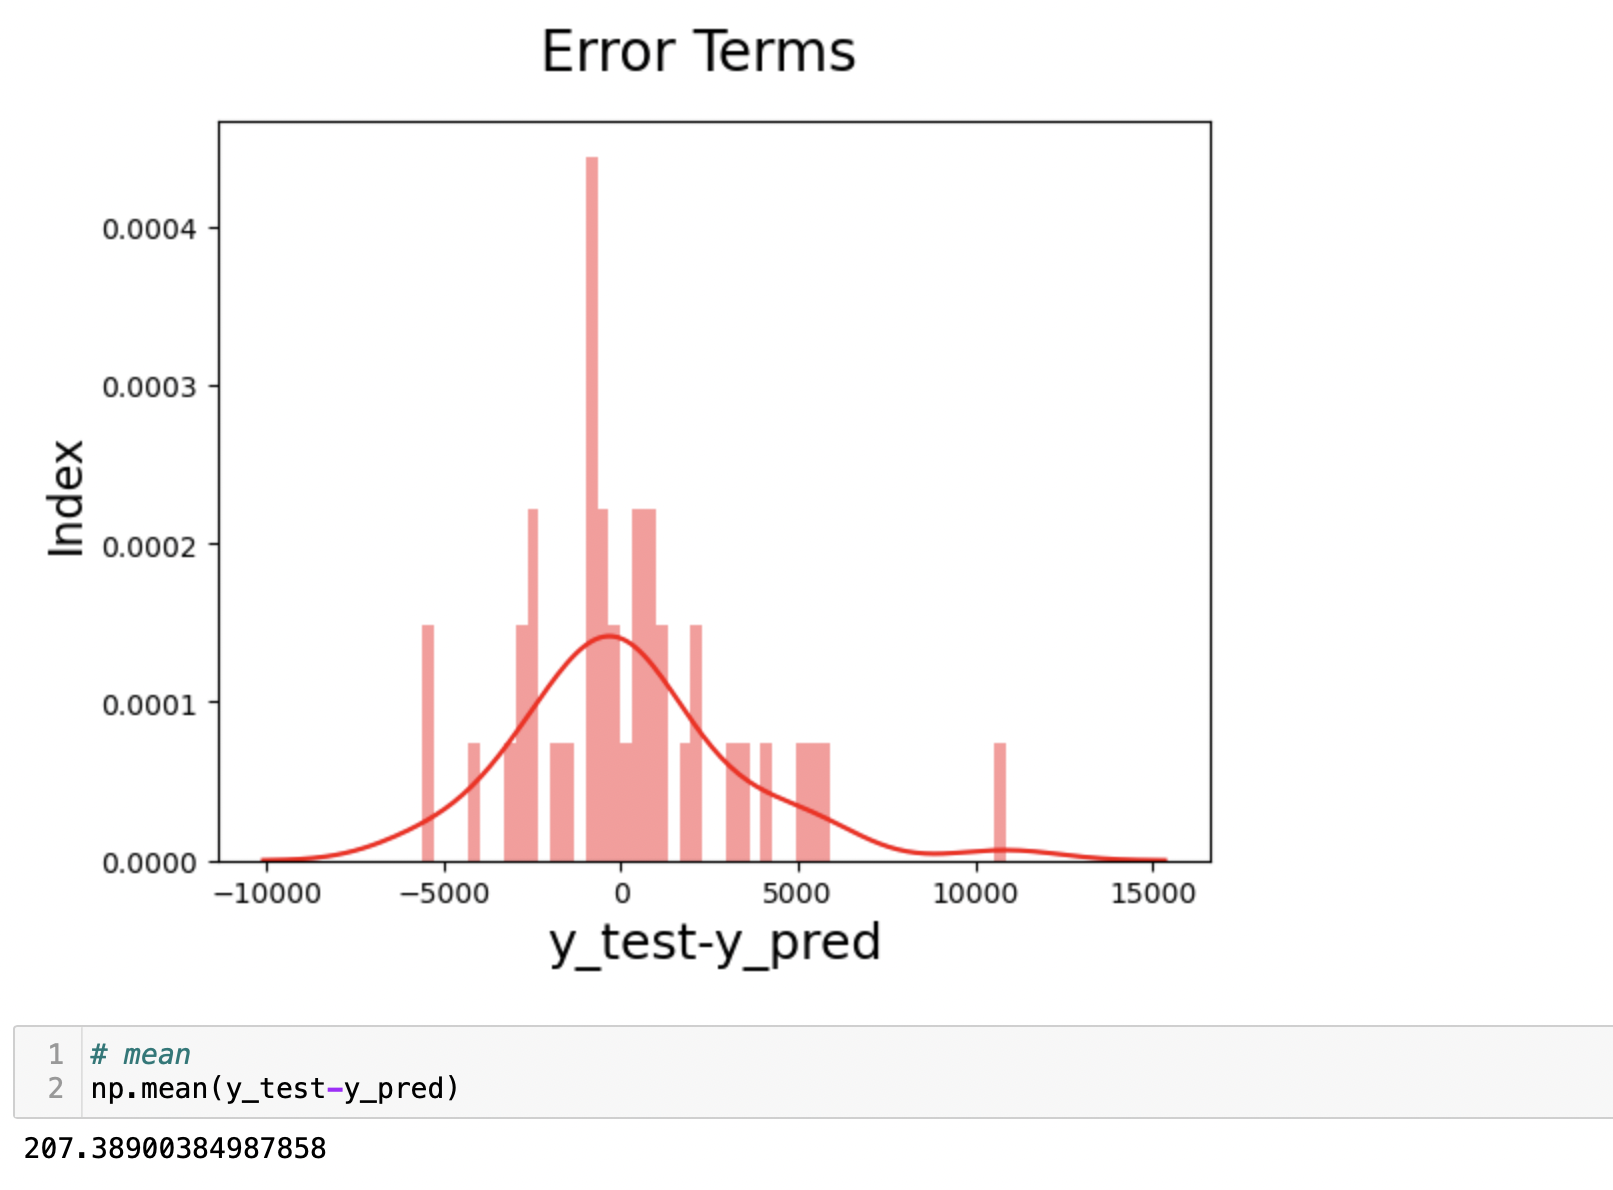 Error Terms
0.0004
0.0003
0.0002
0.0001
0.0000
Index
−10000 −5000 0 5000 10000 15000
y_test-y_pred
1 # mean
2 np.mean(y_test-y_pred)
207.38900384987858